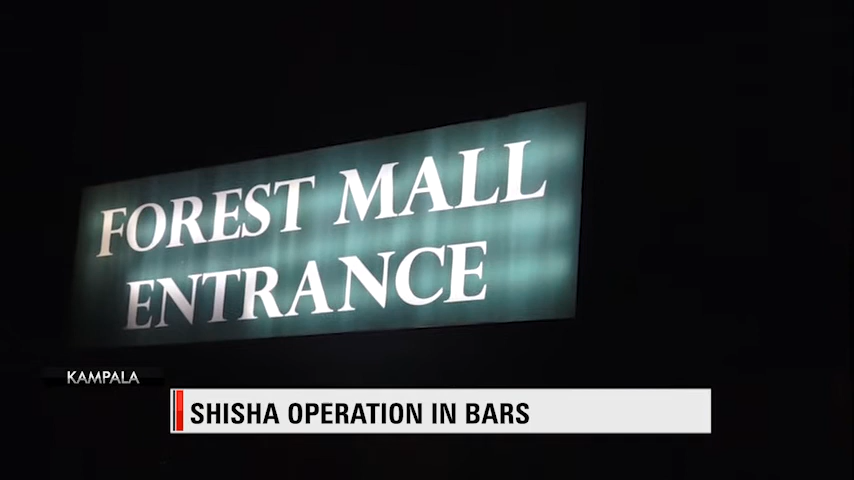 FOREST MALL
ENTRANCE
KAMPALA
SHISHA OPERATION IN BARS